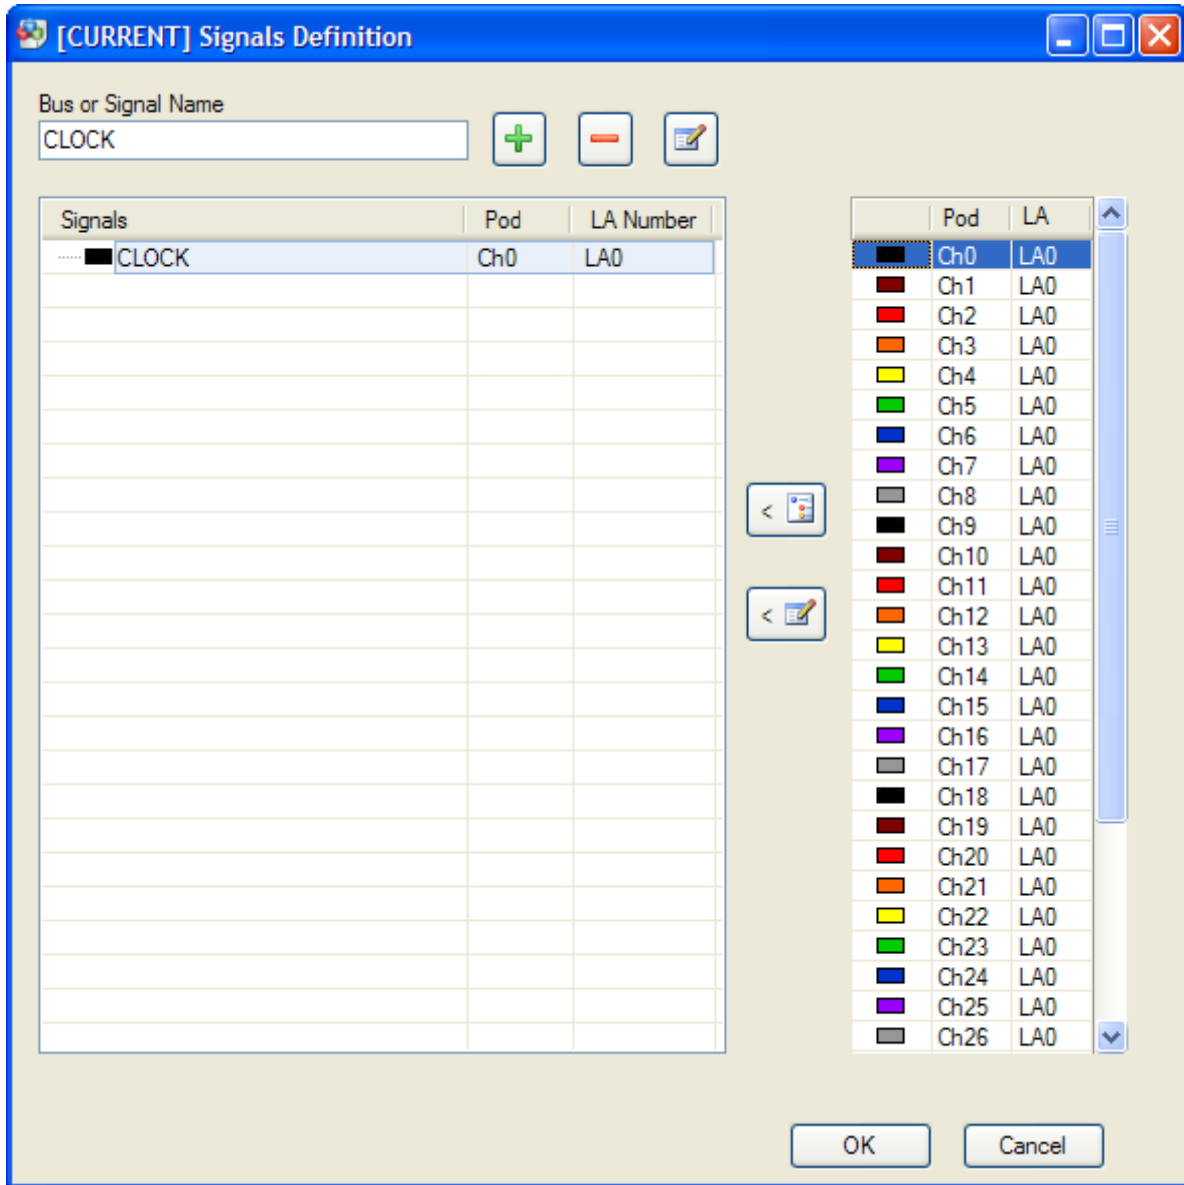 [CURRENT] Signals Definition
Bus or Signal Name
CLOCK
Signals Pod LA Number
CLOCK Ch0 LA0
Pod LA
Ch0 LA0
Ch1 LA0
Ch2 LA0
Ch3 LA0
Ch4 LA0
Ch5 LA0
Ch6 LA0
Ch7 LA0
Ch8 LA0
Ch9 LA0
Ch10 LA0
Ch11 LA0
Ch12 LA0
Ch13 LA0
Ch14 LA0
Ch15 LA0
Ch16 LA0
Ch17 LA0
Ch18 LA0
Ch19 LA0
Ch20 LA0
Ch21 LA0
Ch22 LA0
Ch23 LA0
Ch24 LA0
Ch25 LA0
Ch26 LA0
<
<
OK Cancel